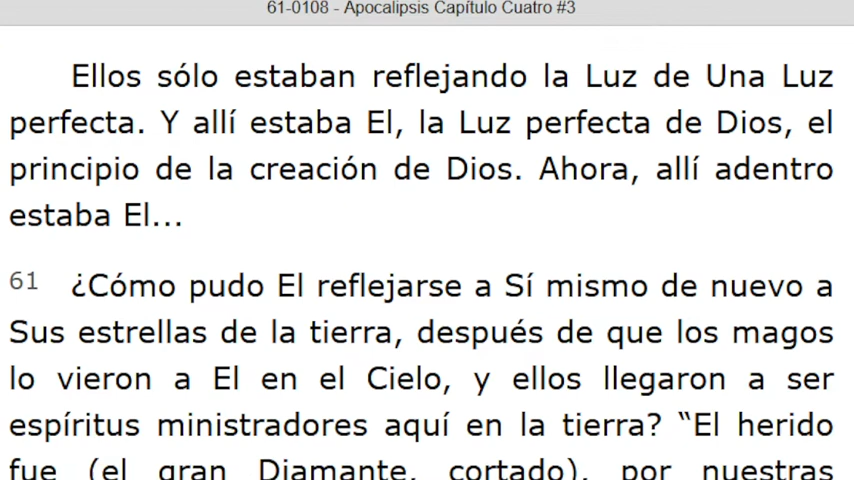 61-0108 - Apocalipsis Capítulo Cuatro #3
Ellos sólo estaban reflejando la Luz de Una Luz
perfecta. Y allí estaba El, la Luz perfecta de Dios, el
principio de la creación de Dios. Ahora, allí adentro
estaba El...
61 ¿Cómo pudo El reflejarse a Sí mismo de nuevo a
Sus estrellas de la tierra, después de que los magos
lo vieron a El en el Cielo, y ellos llegaron a ser
espíritus ministradores aquí en la tierra? “El herido
fue (el gran Diamante, cortado), por nuestras